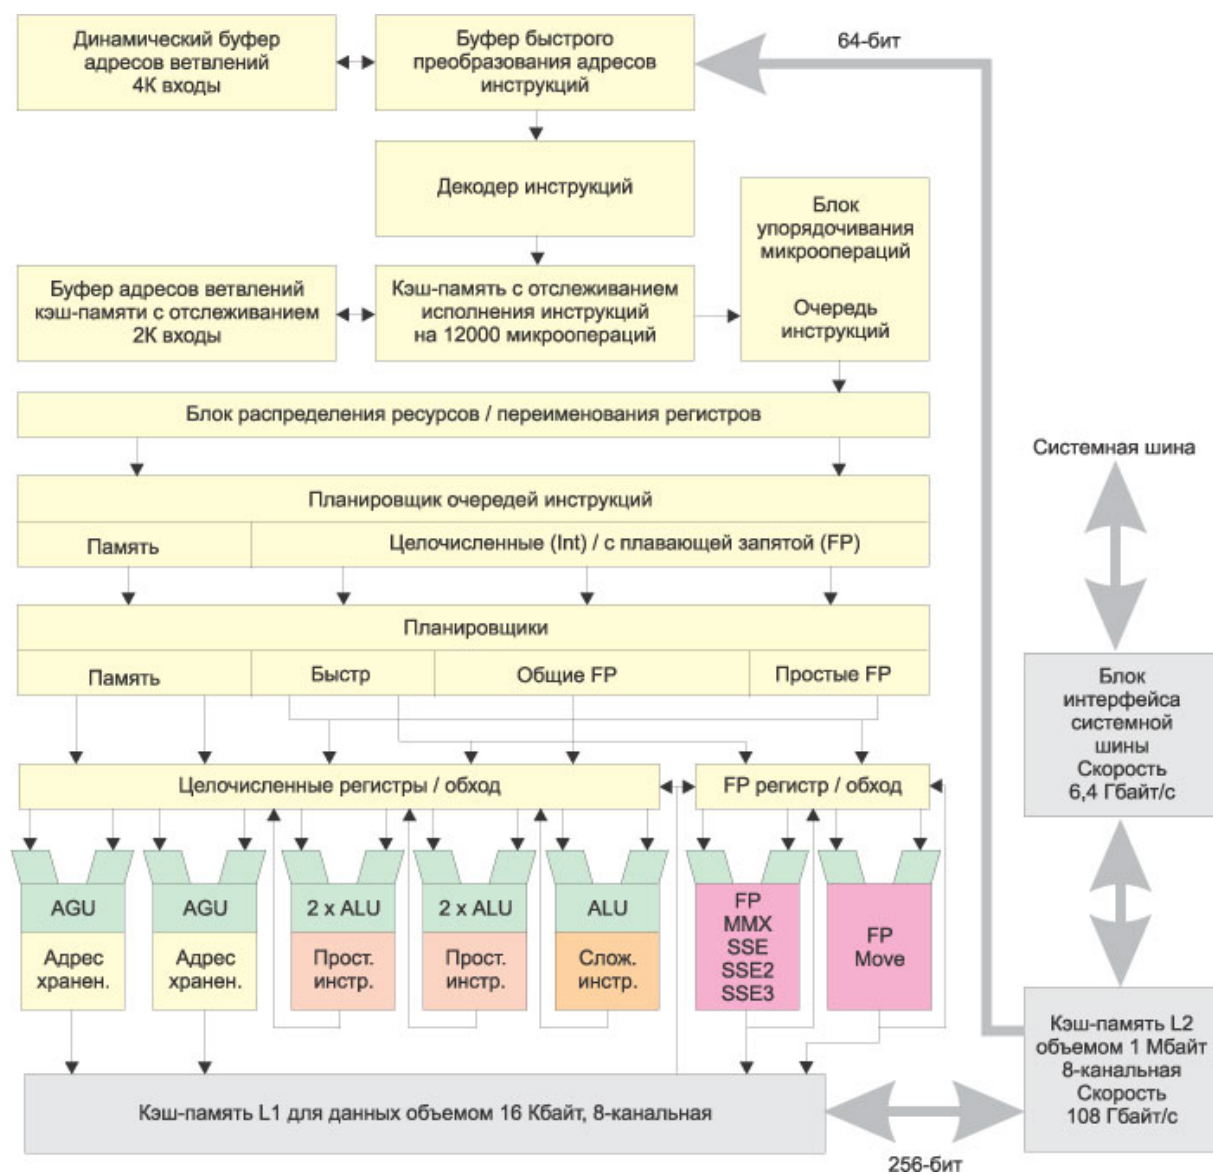 Динамический буфер
адресов ветвлений
4К входы
Буфер быстрого
преобразования адресов
инструкций
64-бит
Декодер инструкций
Блок
упорядочивания
микроопераций
Очередь
инструкций
Буфер адресов ветвлений
кэш-памяти с отслеживанием
2К входы
Кэш-память с отслеживанием
исполнения инструкций
на 12000 микроопераций
Блок распределения ресурсов / переименования регистров
Системная шина
Планировщик очередей инструкций
Память
Целочисленные (Int) / с плавающей запятой (FP)
Планировщики
Память
Быстр
Общие FP
Простые FP
Блок
интерфейса
системной
шины
Скорость
6,4 Гбайт/с
Целочисленные регистры / обход
FP регистр / обход
AGU
Адрес
хранен.
AGU
Адрес
хранен.
2 x ALU
Прост.
инстр.
2 x ALU
Прост.
инстр.
ALU
Слож.
инстр.
FP
MMX
SSE
SSE2
SSE3
FP
Move
Кэш-память L2
объемом 1 Мбайт
8-канальная
Скорость
108 Гбайт/с
Кэш-память L1 для данных объемом 16 Кбайт, 8-канальная
256-бит